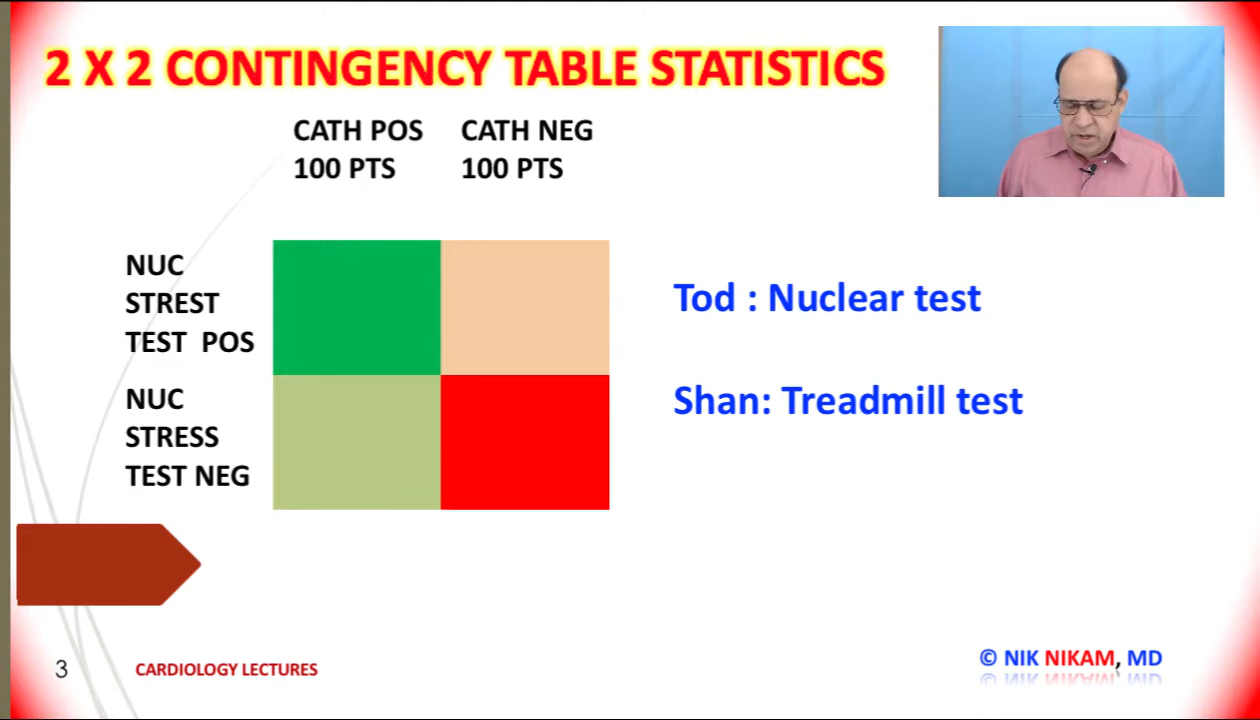 2 X 2 CONTINGENCY TABLE STATISTICS
CATH POS
100 PTS
CATH NEG
100 PTS
NUC
STREST
TEST POS
NUC
STRESS
TEST NEG
Tod : Nuclear test
Shan: Treadmill test
3
CARDIOLOGY LECTURES
© NIK NIKAM, MD